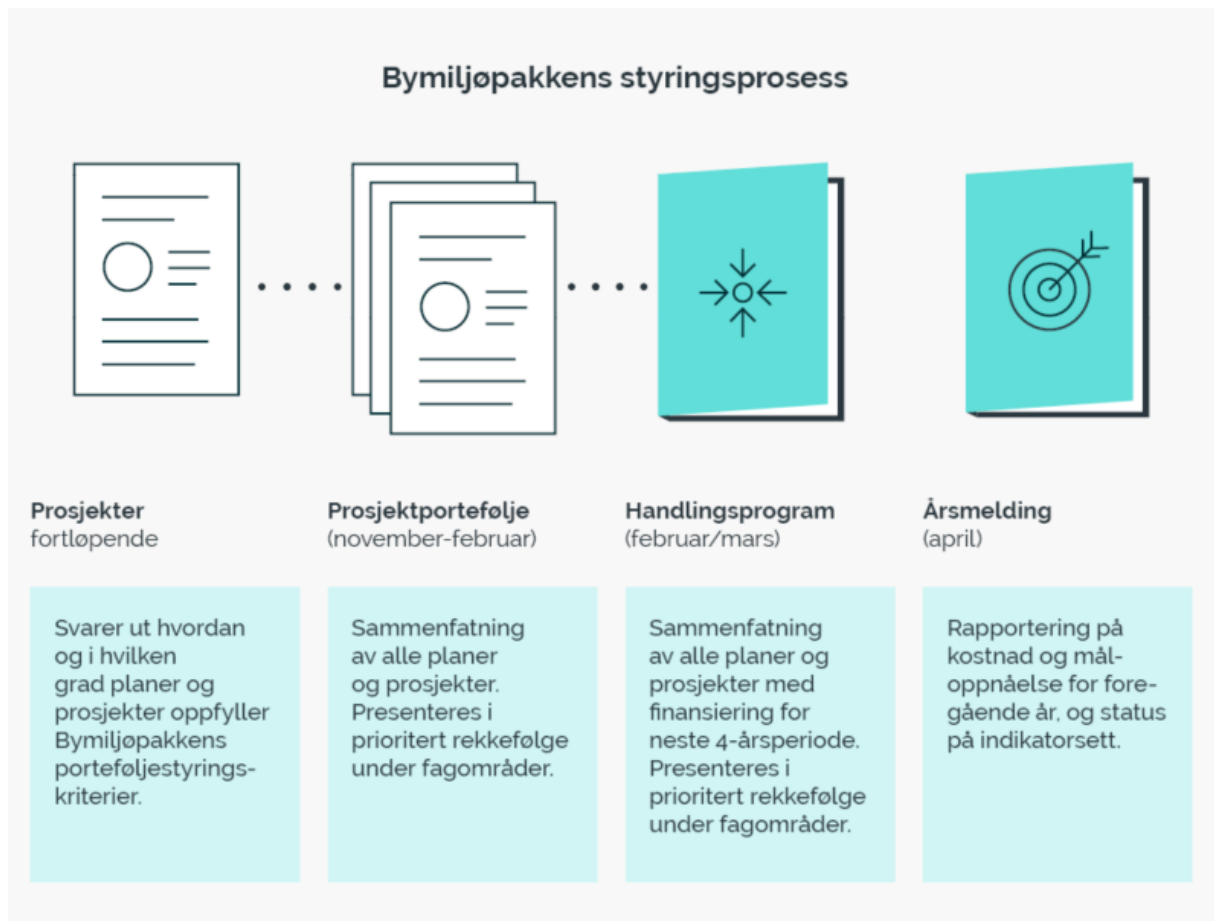 Bymiljøpakkens styringsprosess
Prosjekter
fortløpende
Svarer ut hvordan
og i hvilken
grad planer og
prosjekter oppfyller
Bymiljøpakkens
porteføljestyrings-
kriterier.
Prosjektportefølje
(november-februar)
Sammenfatning
av alle planer
og prosjekter.
Presenteres i
prioritert rekkefølge
under fagområder.
Handlingsprogram
(februar/mars)
Sammenfatning
av alle planer og
prosjekter med
finansiering for
neste 4-årsperiode.
Presenteres i
prioritert rekkefølge
under fagområder.
Årsmelding
(april)
Rapportering på
kostnad og mål-
oppnåelse for fore-
gående år, og status
på indikatorsett.